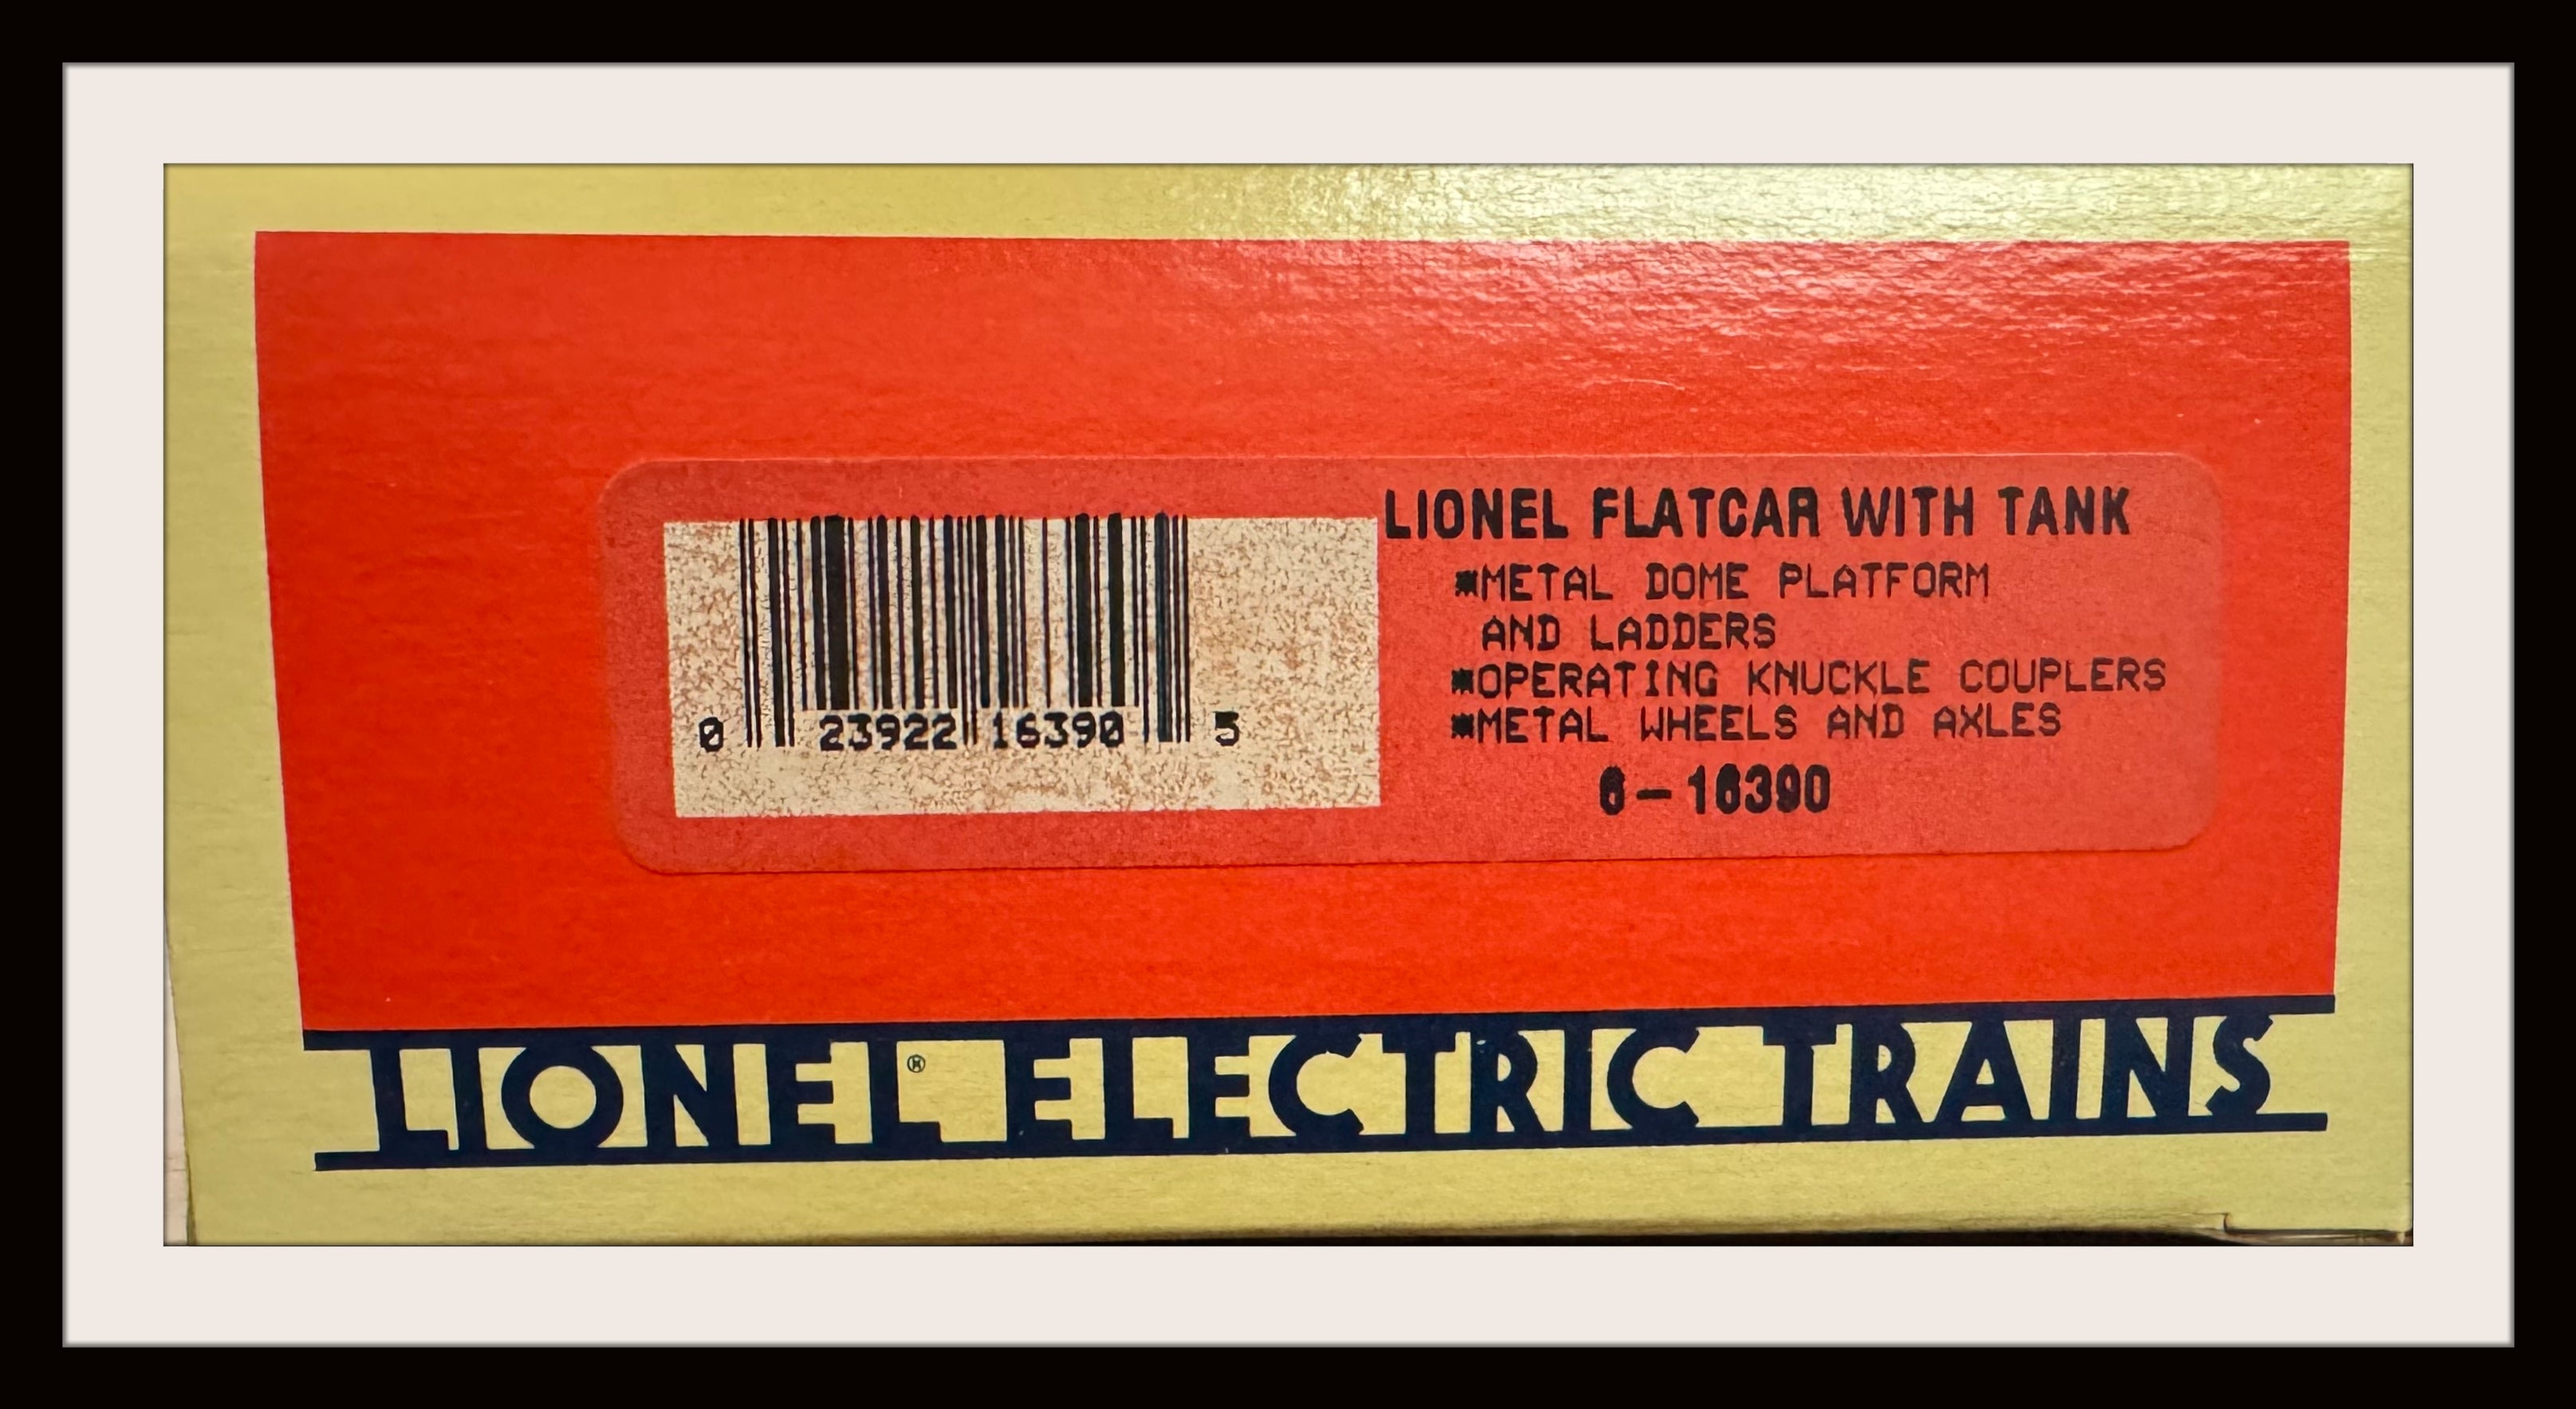 LIONEL FLATCAR WITH TANK
*METAL DOME PLATFORM
AND LADDERS
*OPERATING KNUCKLE COUPLERS
*METAL WHEELS AND AXLES
6-16390
0 23922 16390 5
LIONEL® ELECTRIC TRAINS